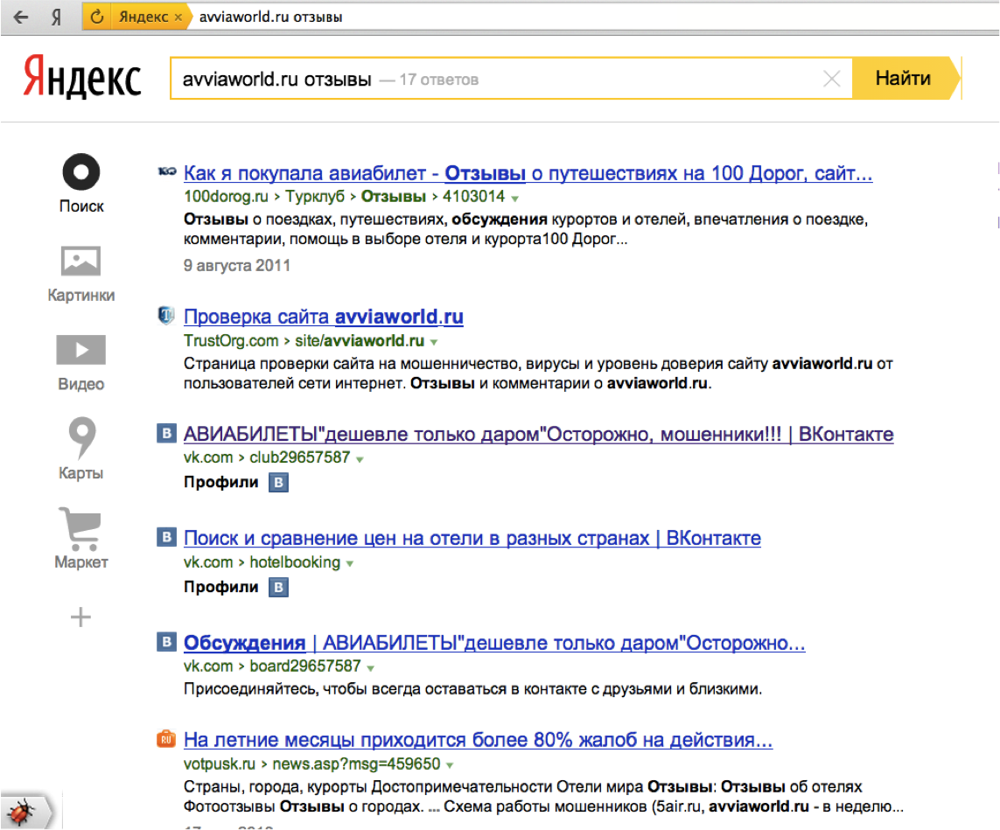 Я Яндекс × avviaworld.ru отзывы
Яндекс avviaworld.ru отзывы — 17 ответов Найти
Поиск
Картинки
Видео
Карты
Маркет
Как я покупала авиабилет - Отзывы о путешествиях на 100 Дорог, сайт...
100dorog.ru › Турклуб › Отзывы › 4103014
Отзывы о поездках, путешествиях, обсуждения курортов и отелей, впечатления о поездке,
комментарии, помощь в выборе отеля и курорта100 Дорог...
9 августа 2011
Проверка сайта avviaworld.ru
TrustOrg.com › site/avviaworld.ru
Страница проверки сайта на мошенничество, вирусы и уровень доверия сайту avviaworld.ru от
пользователей сети интернет. Отзывы и комментарии о avviaworld.ru.
В АВИАБИЛЕТЫ"дешевле только даром"Осторожно, мошенники!!! | ВКонтакте
vk.com › club29657587
Профили В
В Поиск и сравнение цен на отели в разных странах | ВКонтакте
vk.com › hotelbooking
Профили В
В Обсуждения | АВИАБИЛЕТЫ"дешевле только даром"Осторожно...
vk.com › board29657587
Присоединяйтесь, чтобы всегда оставаться в контакте с друзьями и близкими.
RU На летние месяцы приходится более 80% жалоб на действия...
votpusk.ru › news.asp?msg=459650
Страны, города, курорты Достопримечательности Отели мира Отзывы: Отзывы об отелях
Фотоотзывы Отзывы о городах. ... Схема работы мошенников (5air.ru, avviaworld.ru - в неделю...